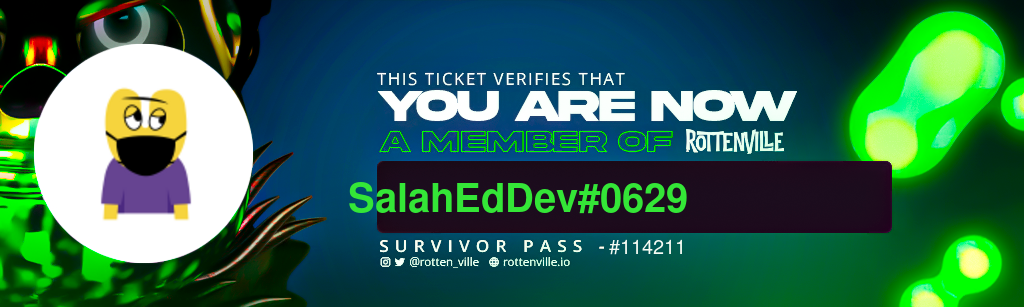 THIS TICKET VERIFIES THAT
YOU ARE NOW
A MEMBER OF ROTTENVILLE
SalahEdDev#0629
SURVIVOR PASS - #114211
@rotten_ville rottenville.io